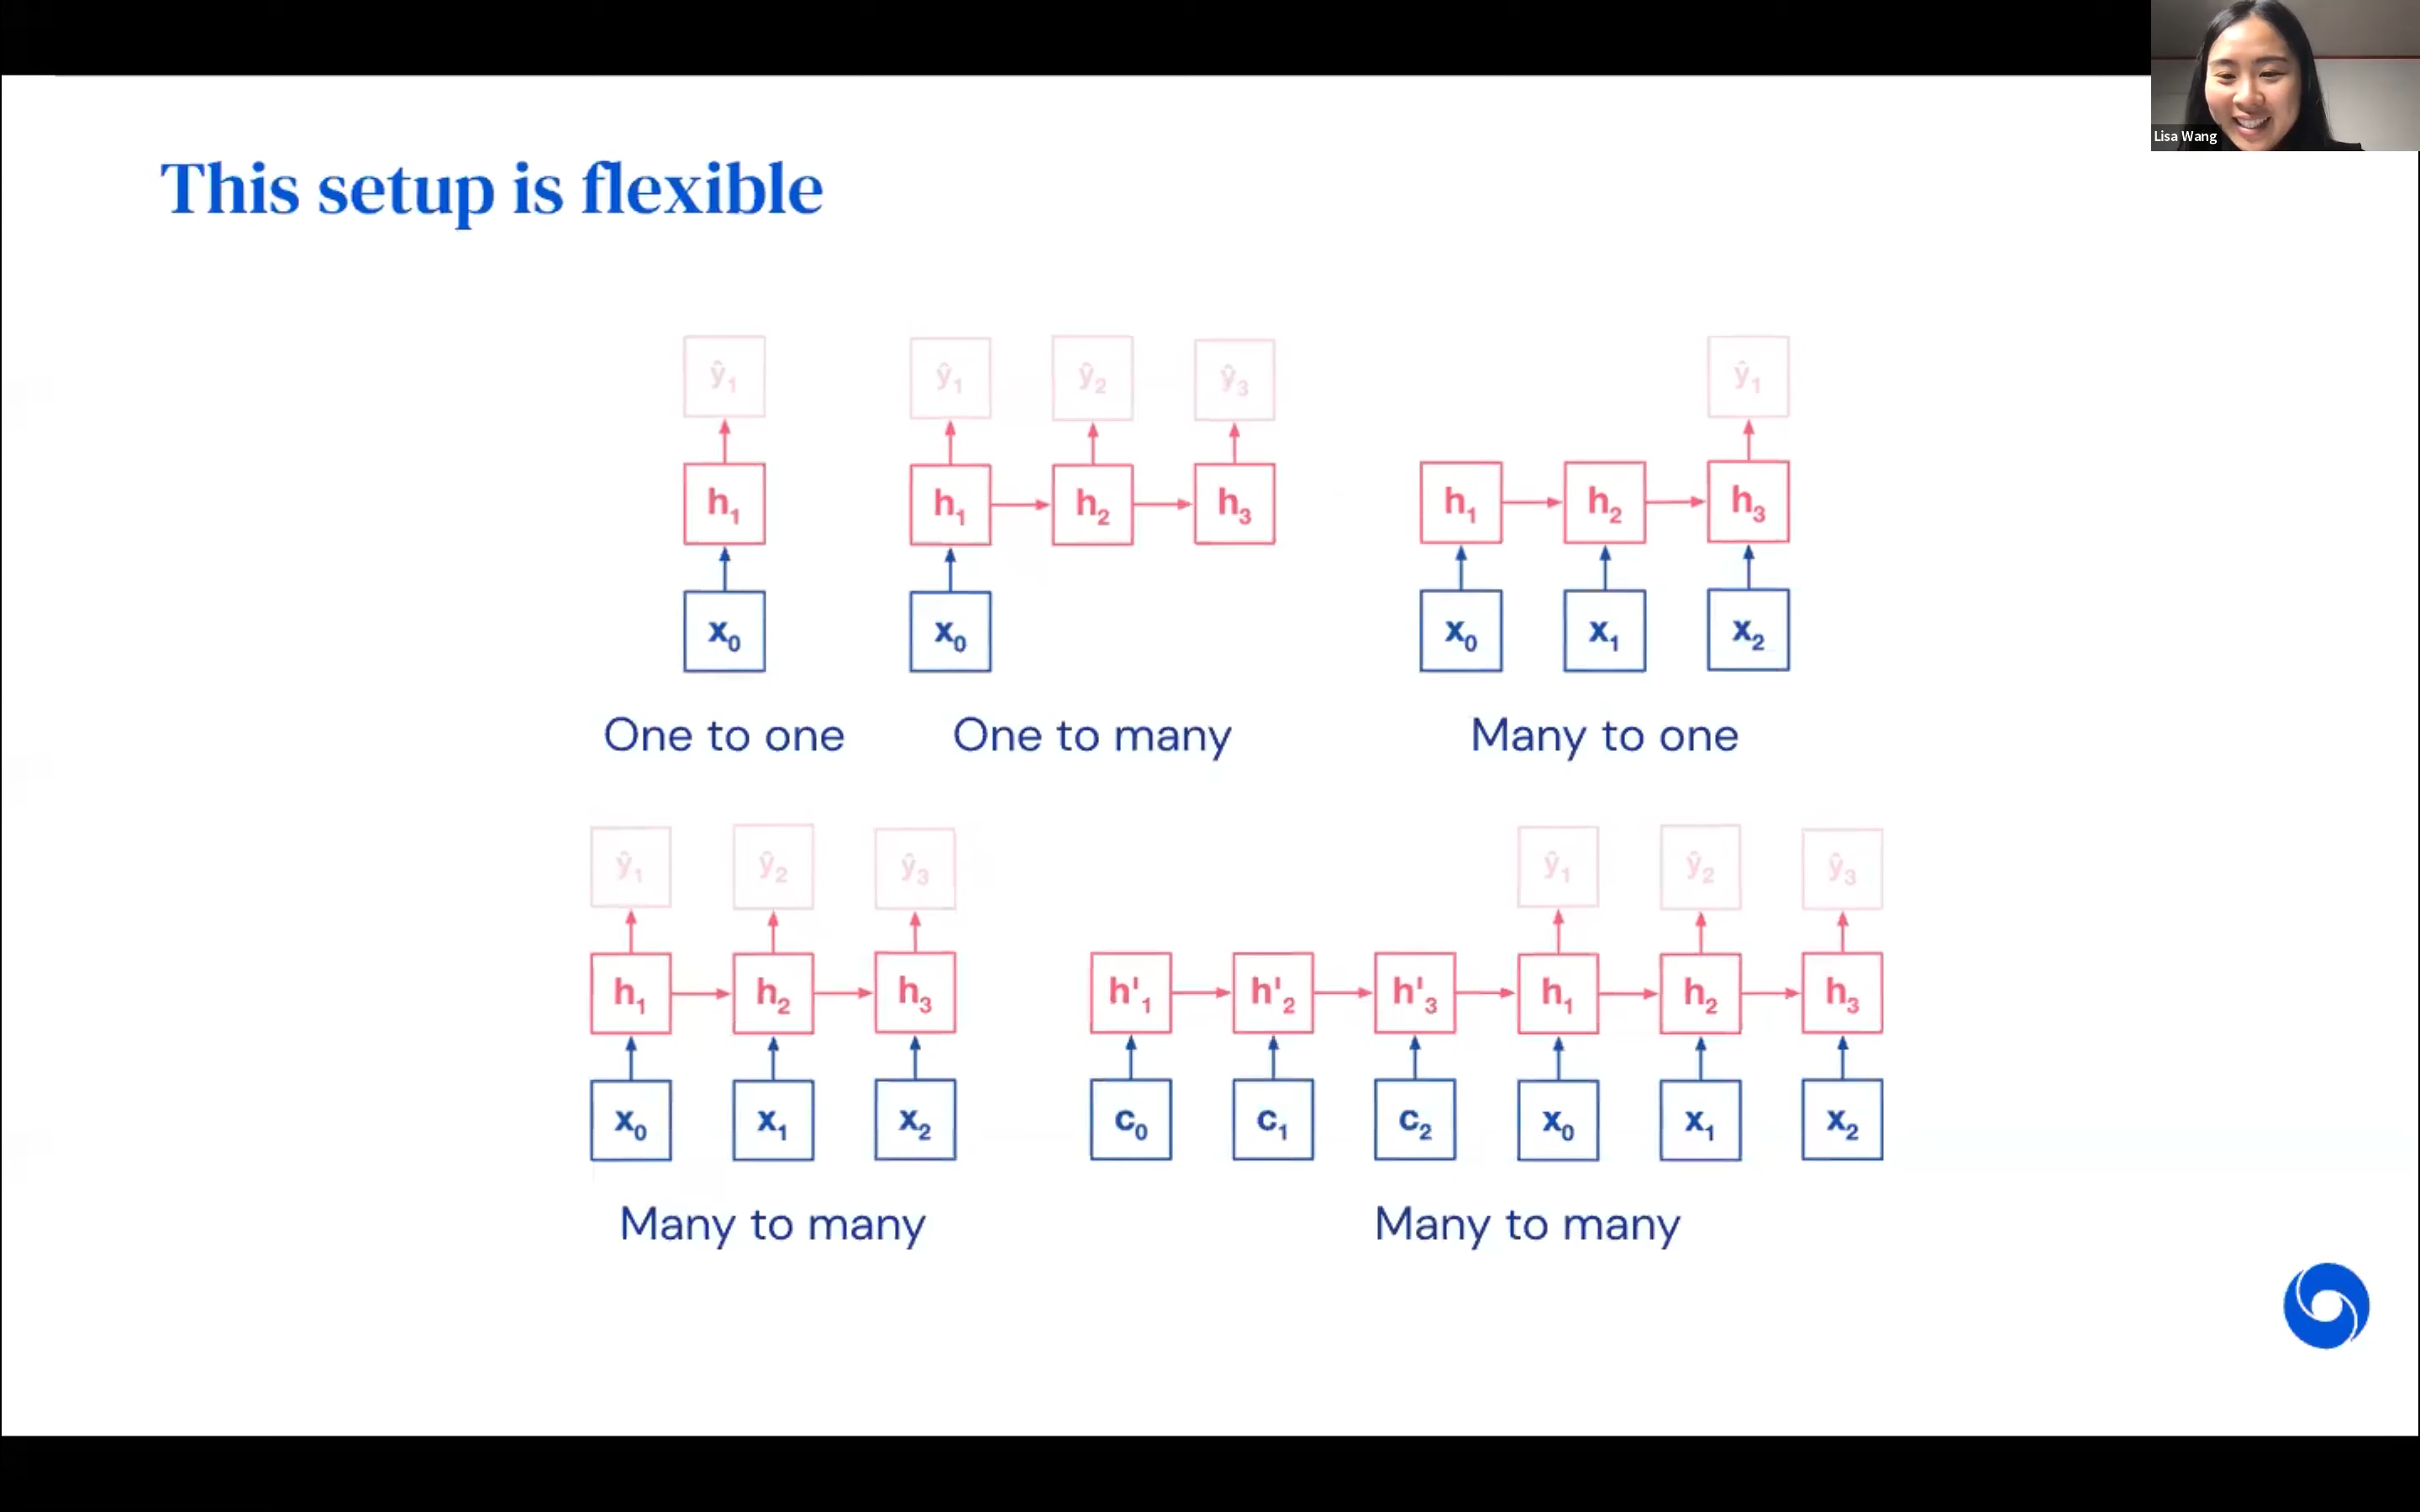 Lisa Wang
This setup is flexible
ŷ1 ŷ1 ŷ2 ŷ3 ŷ1
h1 h1 h2 h3 h1 h2 h3
x0 x0 x0 x1 x2
One to one One to many Many to one
ŷ1 ŷ2 ŷ3 ŷ1 ŷ2 ŷ3
h1 h2 h3 h'1 h'2 h'3 h1 h2 h3
x0 x1 x2 c0 c1 c2 x0 x1 x2
Many to many Many to many